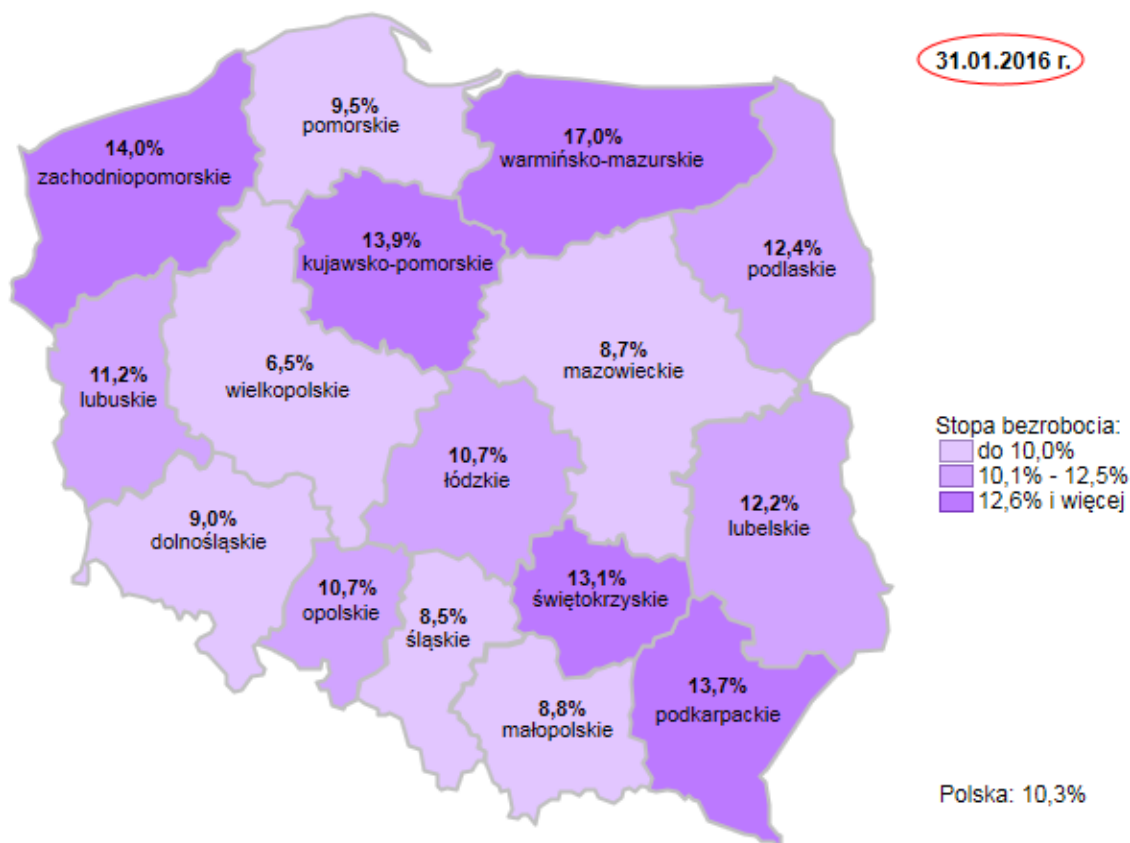 31.01.2016 r.
9,5%
pomorskie
14,0%
zachodniopomorskie
17,0%
warmińsko-mazurskie
13,9%
kujawsko-pomorskie
12,4%
podlaskie
11,2%
lubuskie
6,5%
wielkopolskie
8,7%
mazowieckie
10,7%
łódzkie
12,2%
lubelskie
9,0%
dolnośląskie
10,7%
opolskie
8,5%
śląskie
13,1%
świętokrzyskie
8,8%
małopolskie
13,7%
podkarpackie
Stopa bezrobocia:
do 10,0%
10,1% - 12,5%
12,6% i więcej
Polska: 10,3%